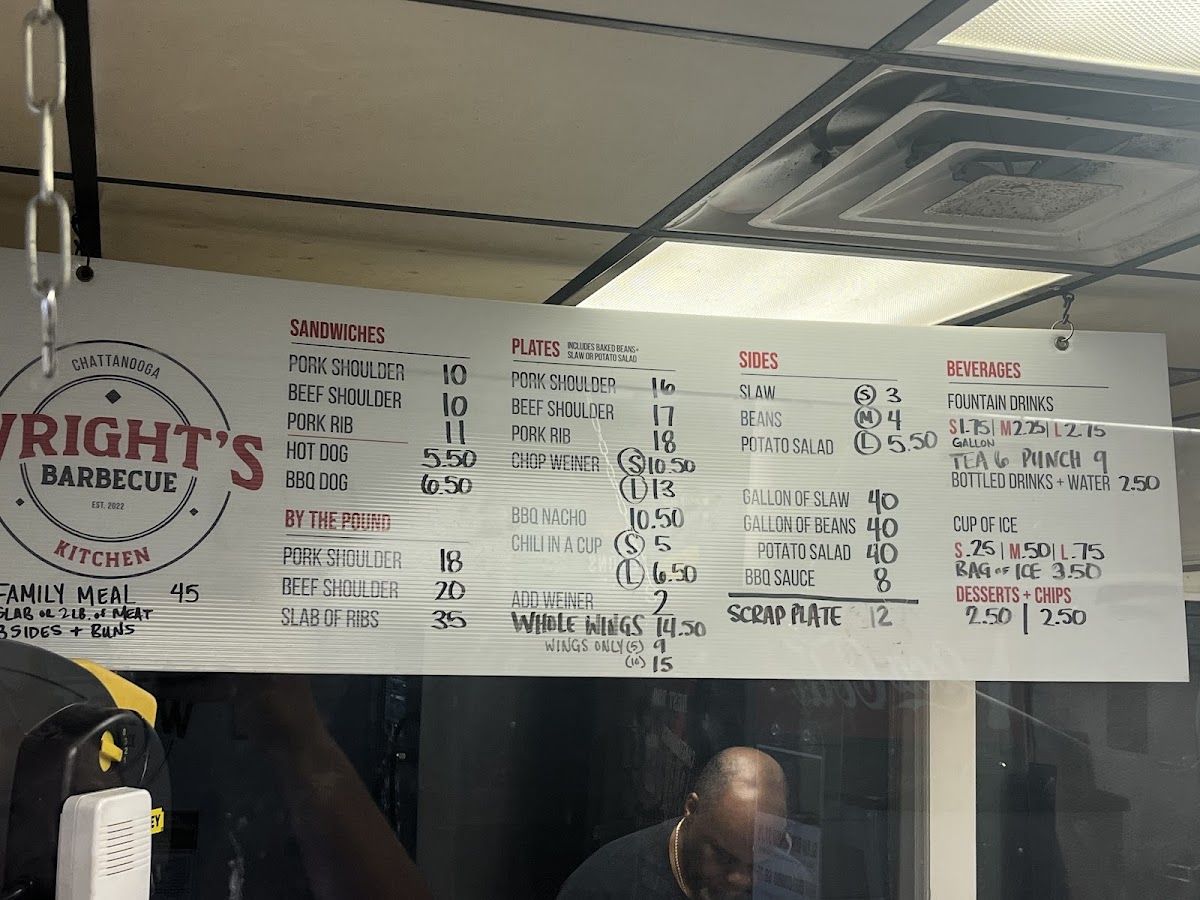 CHATTANOOGA
WRIGHT'S
BARBECUE
EST. 2022
KITCHEN
FAMILY MEAL 45
SLAB OR 2 LB. OF MEAT
3 SIDES + BUNS
SANDWICHES
PORK SHOULDER 10
BEEF SHOULDER 10
PORK RIB 11
HOT DOG 5.50
BBQ DOG 6.50
BY THE POUND
PORK SHOULDER 18
BEEF SHOULDER 20
SLAB OF RIBS 35
PLATES INCLUDES BAKED BEANS+
SLAW OR POTATO SALAD
PORK SHOULDER 16
BEEF SHOULDER 17
PORK RIB 18
CHOP WEINER S 10.50
L 13
BBQ NACHO 10.50
CHILI IN A CUP S 5
L 6.50
ADD WEINER 2
WHOLE WINGS 14.50
WINGS ONLY (5) 9
(10) 15
SIDES
SLAW S 3
BEANS M 4
POTATO SALAD L 5.50
GALLON OF SLAW 40
GALLON OF BEANS 40
POTATO SALAD 40
BBQ SAUCE 8
SCRAP PLATE 12
BEVERAGES
FOUNTAIN DRINKS
S 1.75 | M 2.25 | L 2.75
GALLON
TEA 6 PUNCH 9
BOTTLED DRINKS + WATER 2.50
CUP OF ICE
S .25 | M .50 | L .75
BAG OF ICE 3.50
DESSERTS + CHIPS
2.50 | 2.50